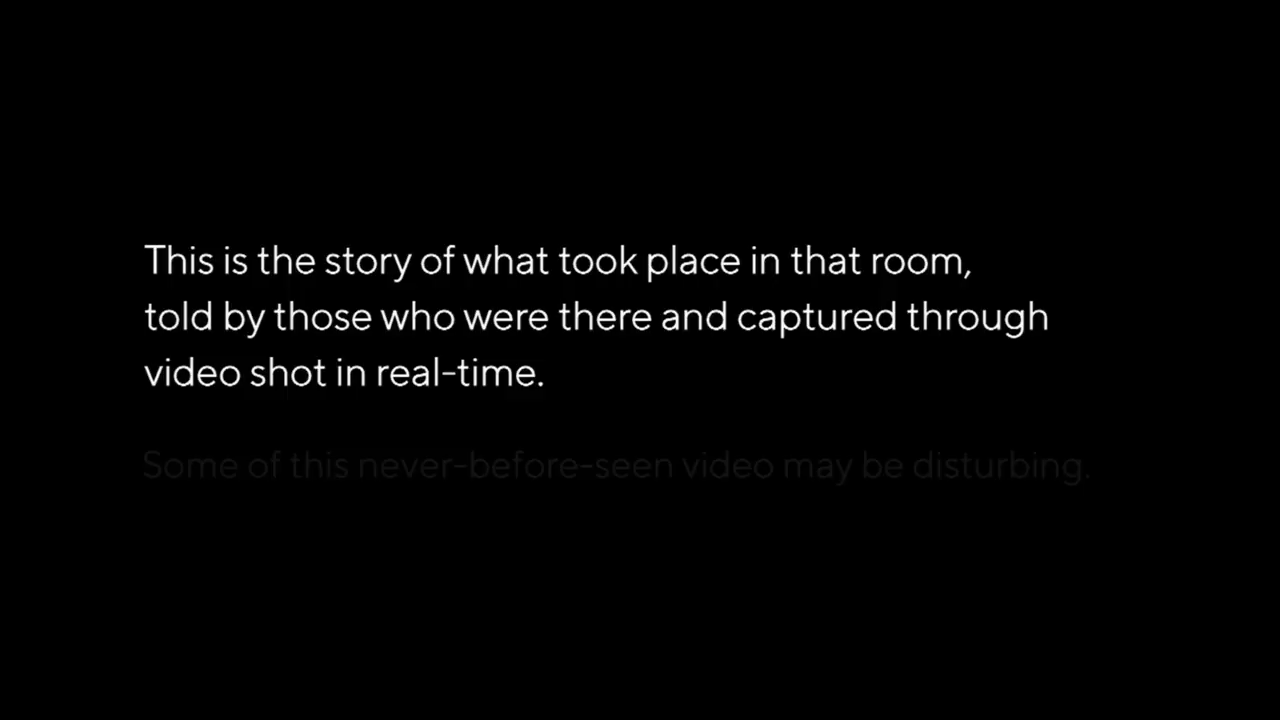 This is the story of what took place in that room,
told by those who were there and captured through
video shot in real-time.
Some of this never-before-seen video may be disturbing.